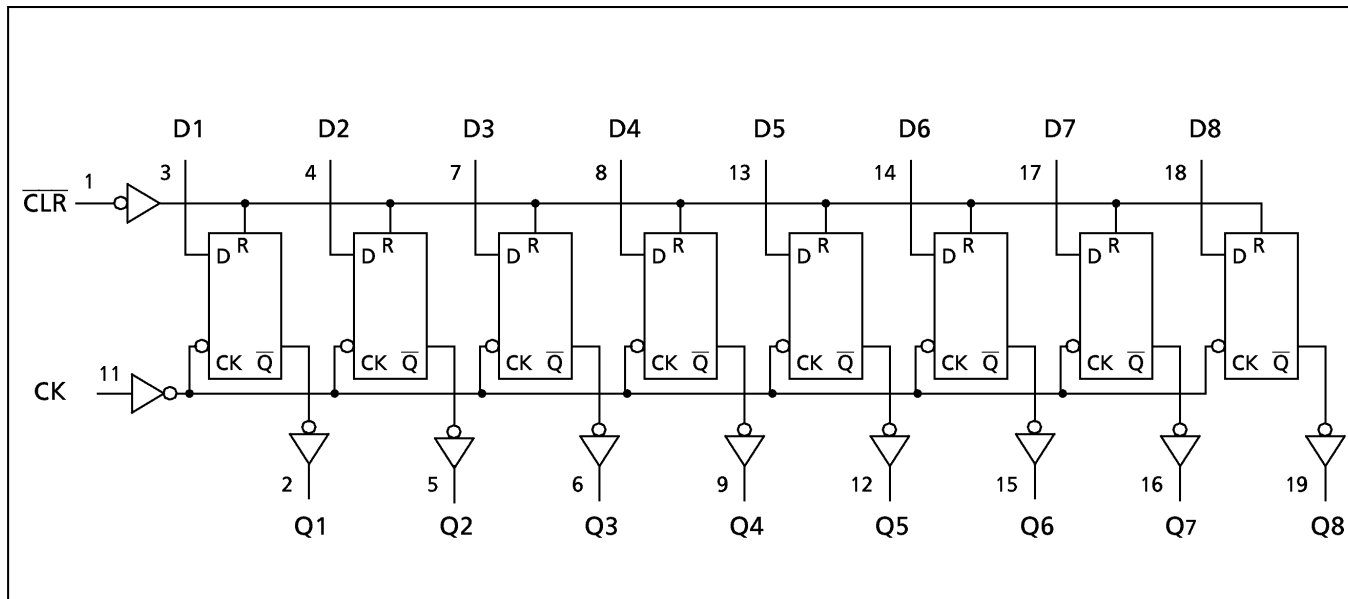 D1 D2 D3 D4 D5 D6 D7 D8
3 4 7 8 13 14 17 18
C̅L̅R̅ 1
R R R R R R R R
D D D D D D D D
CK Q̅ CK Q̅ CK Q̅ CK Q̅ CK Q̅ CK Q̅ CK Q̅ CK Q̅
CK 11
2 5 6 9 12 15 16 19
Q1 Q2 Q3 Q4 Q5 Q6 Q7 Q8